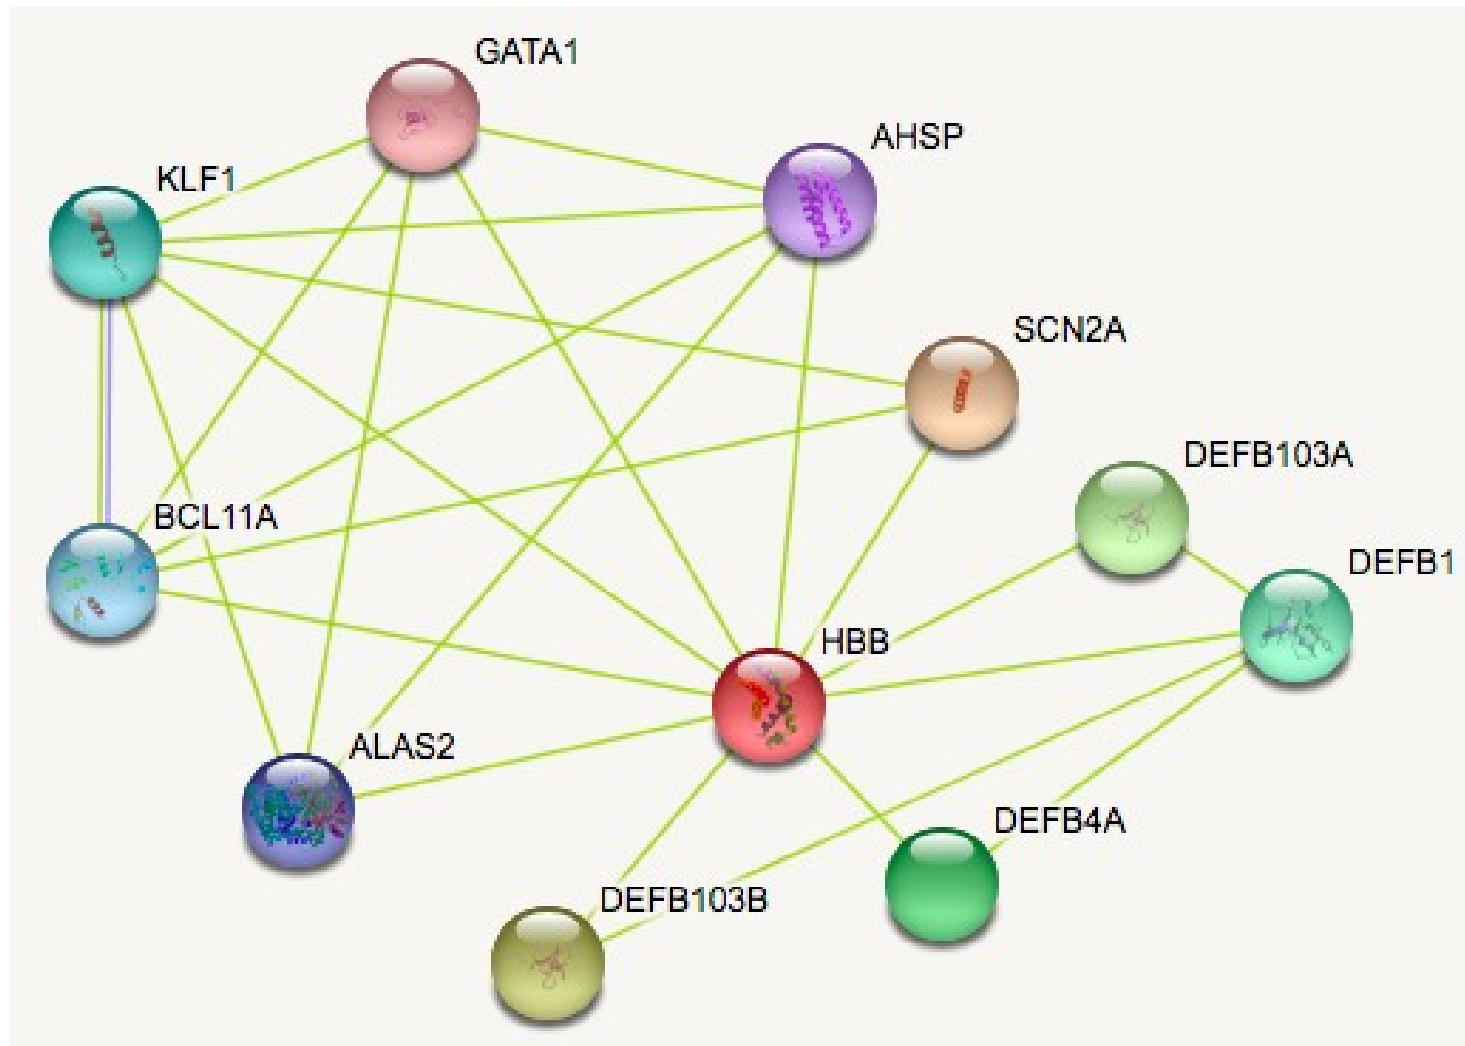 GATA1
AHSP
KLF1
SCN2A
DEFB103A
BCL11A
DEFB1
HBB
ALAS2
DEFB4A
DEFB103B